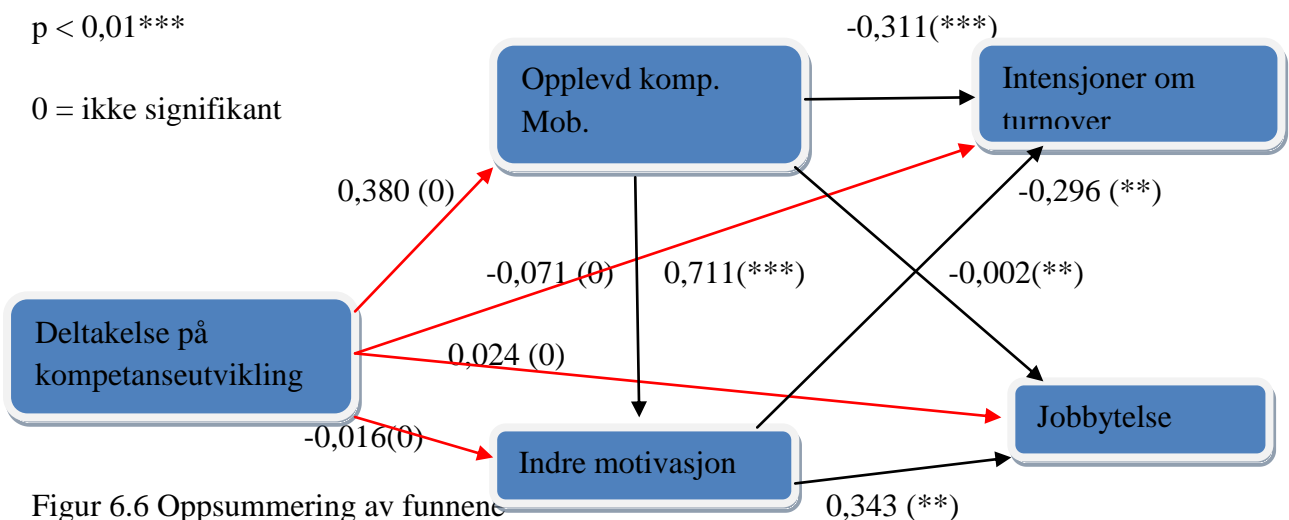 p < 0,01***
-0,311(***)
Opplevd komp.
Mob.
Intensjoner om
turnover
0 = ikke signifikant
0,380 (0)
-0,296 (**)
-0,071 (0)
0,711(***)
-0,002(**)
Deltakelse på
kompetanseutvikling
0,024 (0)
Jobbytelse
-0,016(0)
Indre motivasjon
Figur 6.6 Oppsummering av funnene
0,343 (**)